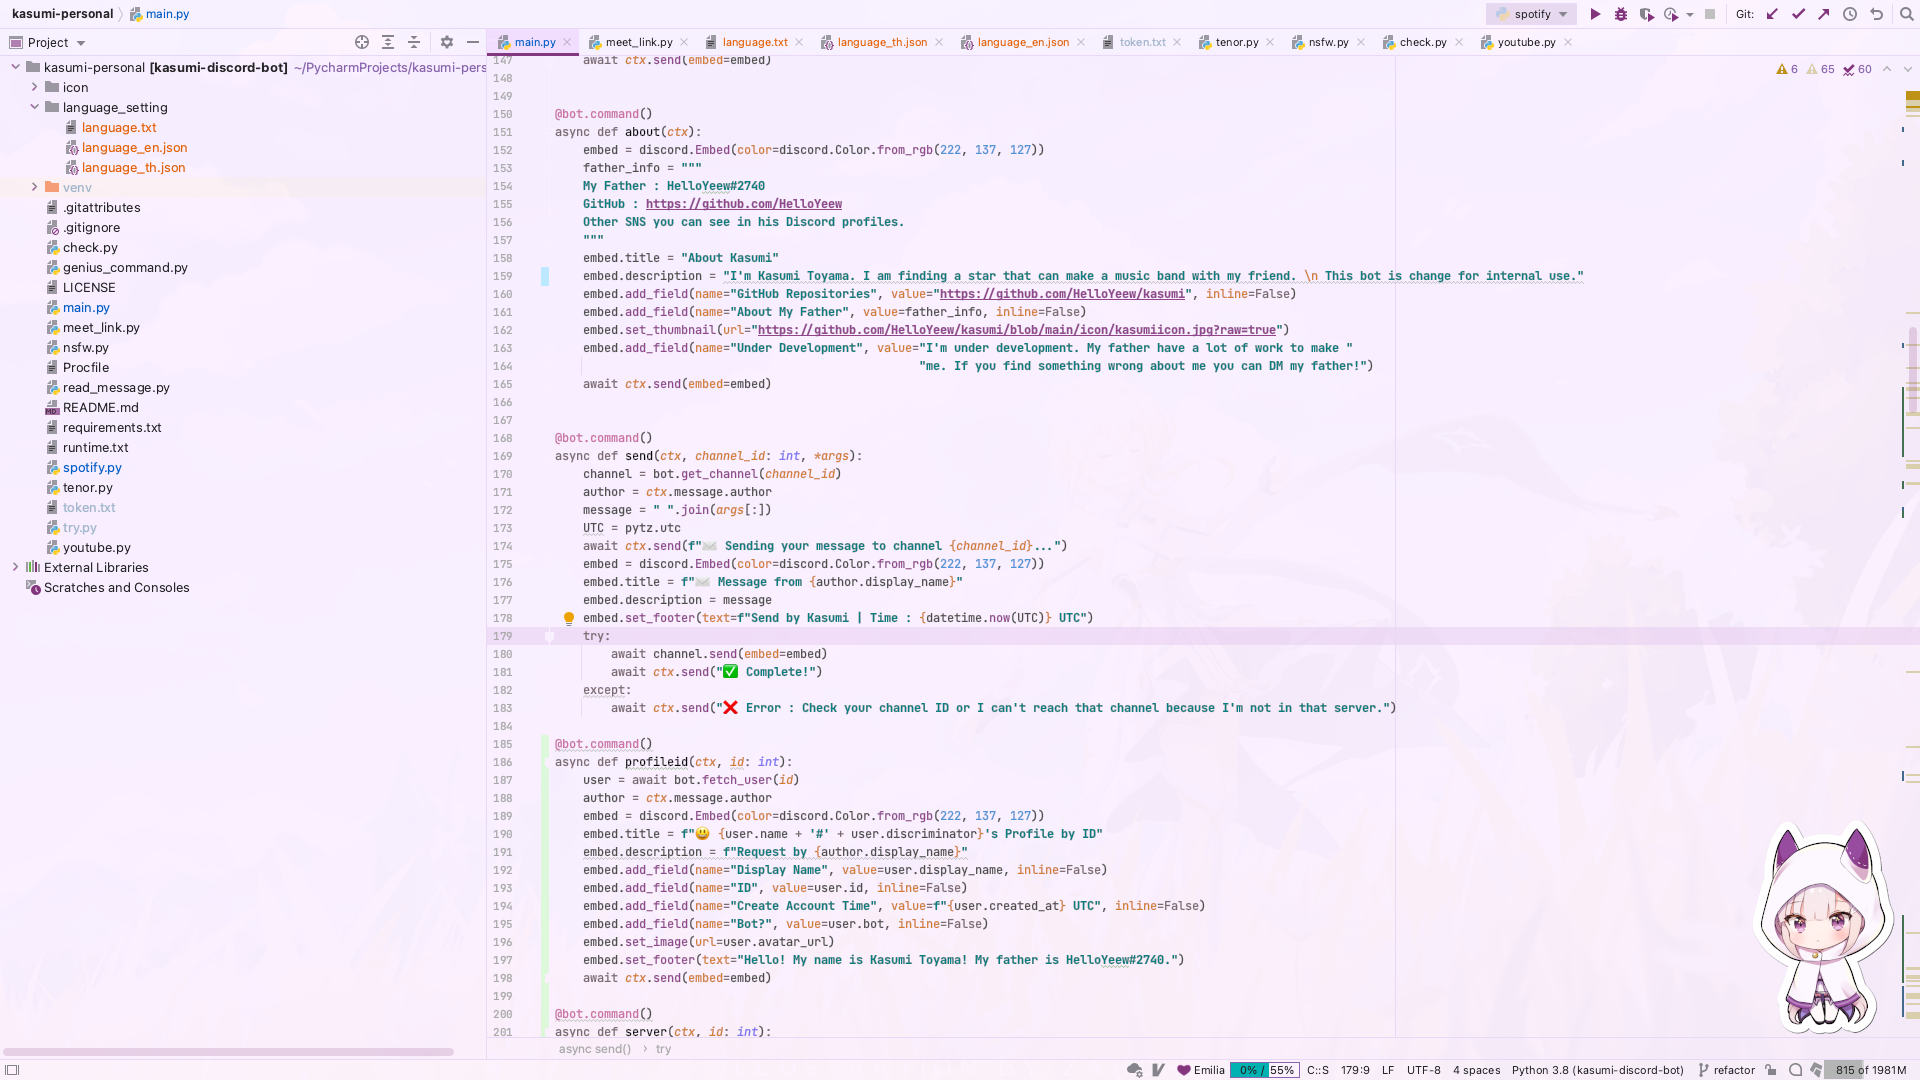 kasumi-personal main.py
spotify Git:
Project
main.py meet_link.py language.txt language_th.json language_en.json token.txt tenor.py nsfw.py check.py youtube.py
kasumi-personal [kasumi-discord-bot] ~/PycharmProjects/kasumi-pers
icon
language_setting
language.txt
language_en.json
language_th.json
venv
.gitattributes
.gitignore
check.py
genius_command.py
LICENSE
main.py
meet_link.py
nsfw.py
Procfile
read_message.py
README.md
requirements.txt
runtime.txt
spotify.py
tenor.py
token.txt
try.py
youtube.py
External Libraries
Scratches and Consoles
6 65 60
147 await ctx.send(embed=embed)
148
149
150 @bot.command()
151 async def about(ctx):
152 embed = discord.Embed(color=discord.Color.from_rgb(222, 137, 127))
153 father_info = """
154 My Father : HelloYeew#2740
155 GitHub : https://github.com/HelloYeew
156 Other SNS you can see in his Discord profiles.
157 """
158 embed.title = "About Kasumi"
159 embed.description = "I'm Kasumi Toyama. I am finding a star that can make a music band with my friend. \n This bot is change for internal use."
160 embed.add_field(name="GitHub Repositories", value="https://github.com/HelloYeew/kasumi", inline=False)
161 embed.add_field(name="About My Father", value=father_info, inline=False)
162 embed.set_thumbnail(url="https://github.com/HelloYeew/kasumi/blob/main/icon/kasumiicon.jpg?raw=true")
163 embed.add_field(name="Under Development", value="I'm under development. My father have a lot of work to make "
164 "me. If you find something wrong about me you can DM my father!")
165 await ctx.send(embed=embed)
166
167
168 @bot.command()
169 async def send(ctx, channel_id: int, *args):
170 channel = bot.get_channel(channel_id)
171 author = ctx.message.author
172 message = " ".join(args[:])
173 UTC = pytz.utc
174 await ctx.send(f"✉️ Sending your message to channel {channel_id}...")
175 embed = discord.Embed(color=discord.Color.from_rgb(222, 137, 127))
176 embed.title = f"✉️ Message from {author.display_name}"
177 embed.description = message
178 embed.set_footer(text=f"Send by Kasumi | Time : {datetime.now(UTC)} UTC")
179 try:
180 await channel.send(embed=embed)
181 await ctx.send("✅ Complete!")
182 except:
183 await ctx.send("❌ Error : Check your channel ID or I can't reach that channel because I'm not in that server.")
184
185 @bot.command()
186 async def profileid(ctx, id: int):
187 user = await bot.fetch_user(id)
188 author = ctx.message.author
189 embed = discord.Embed(color=discord.Color.from_rgb(222, 137, 127))
190 embed.title = f"😃 {user.name + '#' + user.discriminator}'s Profile by ID"
191 embed.description = f"Request by {author.display_name}"
192 embed.add_field(name="Display Name", value=user.display_name, inline=False)
193 embed.add_field(name="ID", value=user.id, inline=False)
194 embed.add_field(name="Create Account Time", value=f"{user.created_at} UTC", inline=False)
195 embed.add_field(name="Bot?", value=user.bot, inline=False)
196 embed.set_image(url=user.avatar_url)
197 embed.set_footer(text="Hello! My name is Kasumi Toyama! My father is HelloYeew#2740.")
198 await ctx.send(embed=embed)
199
200 @bot.command()
201 async def server(ctx, id: int):
async send() › try
Emilia 0% / 55% C::S 179:9 LF UTF-8 4 spaces Python 3.8 (kasumi-discord-bot) refactor 815 of 1981M